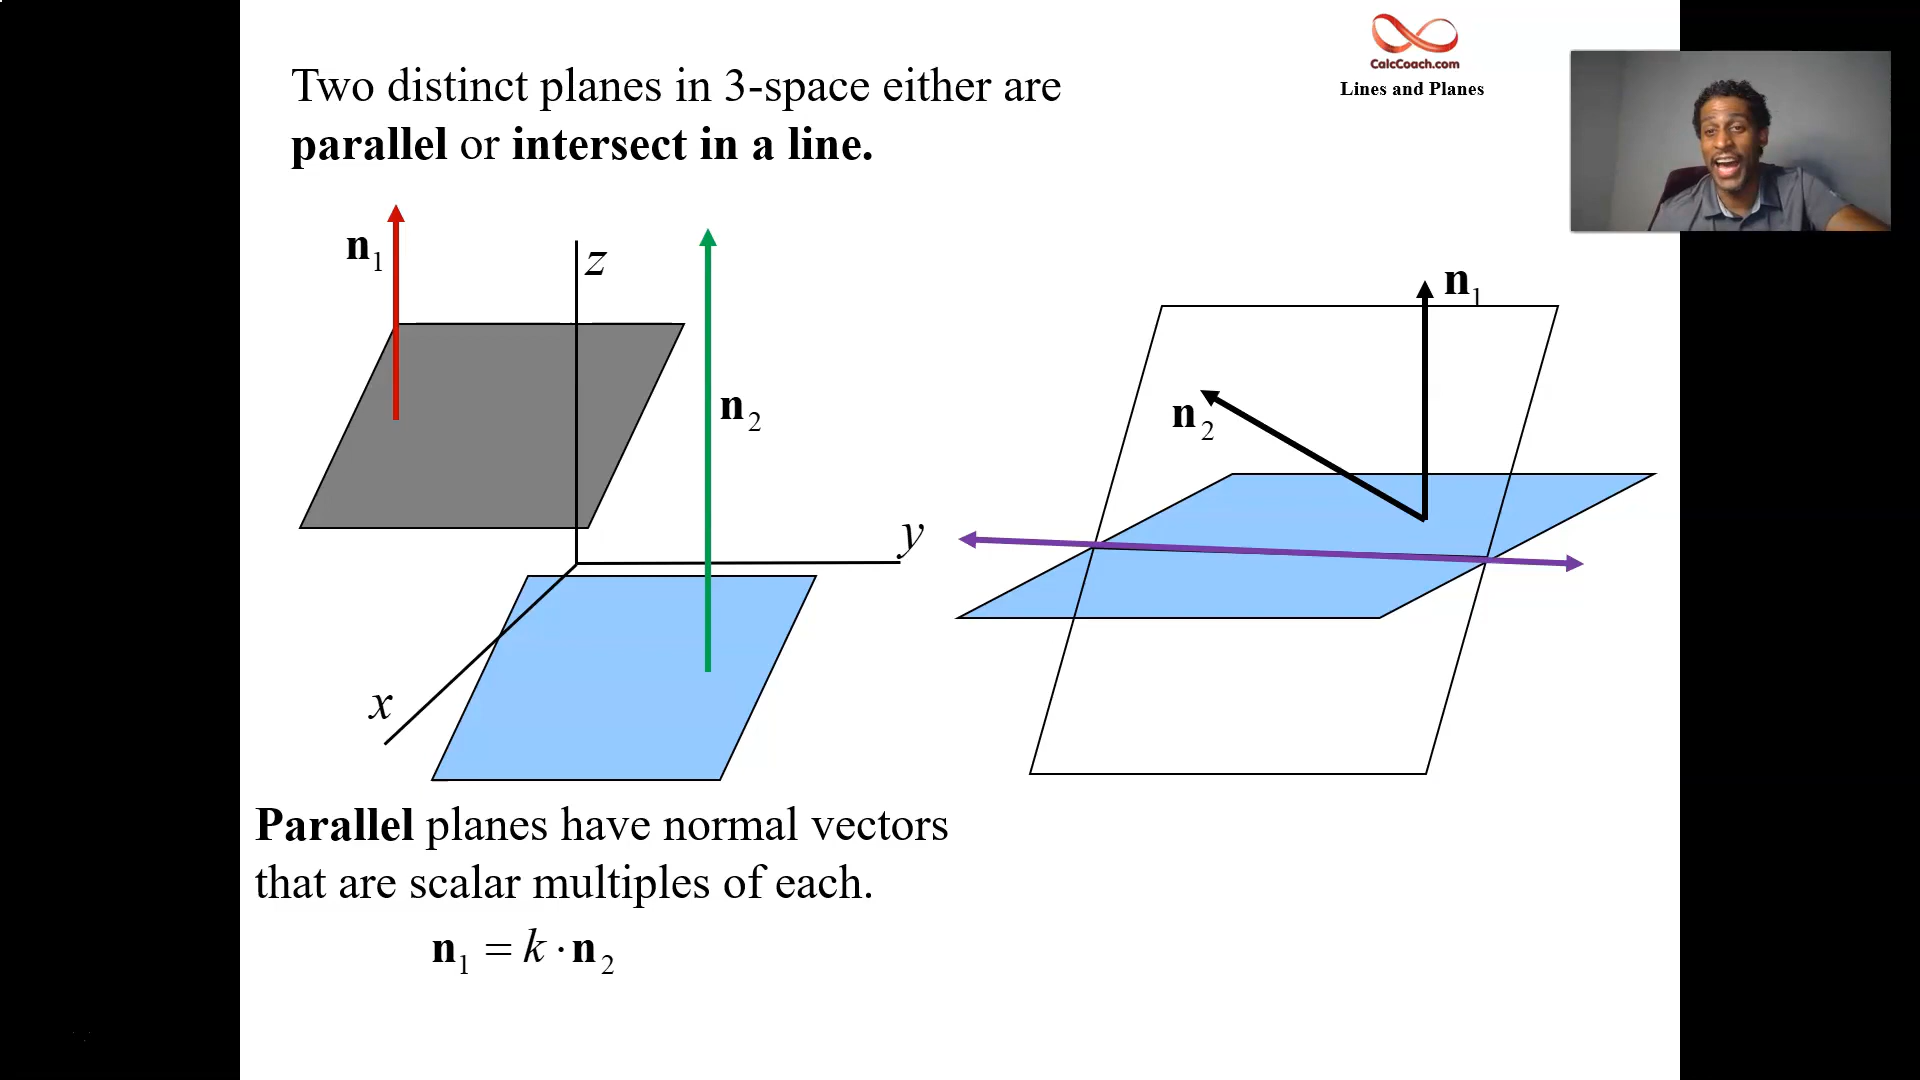 Two distinct planes in 3-space either are
parallel or intersect in a line.
CalcCoach.com
Lines and Planes
n1
z
n2
y
x
n1
n2
Parallel planes have normal vectors
that are scalar multiples of each.
n1 = k · n2